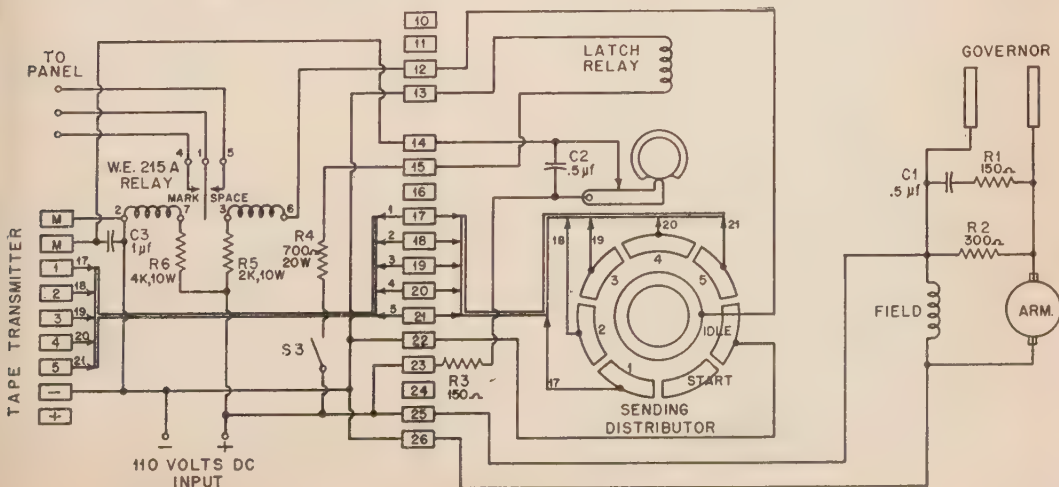 TO
PANEL
4
1
5
W.E. 215 A
RELAY
MARK
SPACE
2
7
3
6
TAPE TRANSMITTER
M
M
1
2
3
4
5
–
+
17
18
19
20
21
C3
1µf
R6
4K,10W
R5
2K,10W
R4
700Ω
20W
S3
–
+
110 VOLTS DC
INPUT
10
11
12
13
14
15
16
17
18
19
20
21
22
23
24
25
26
1
2
3
4
5
R3
150Ω
LATCH
RELAY
C2
.5µf
18
19
20
21
17
1
2
3
4
5
IDLE
START
SENDING
DISTRIBUTOR
GOVERNOR
C1
.5µf
R1
150Ω
R2
300Ω
FIELD
ARM.